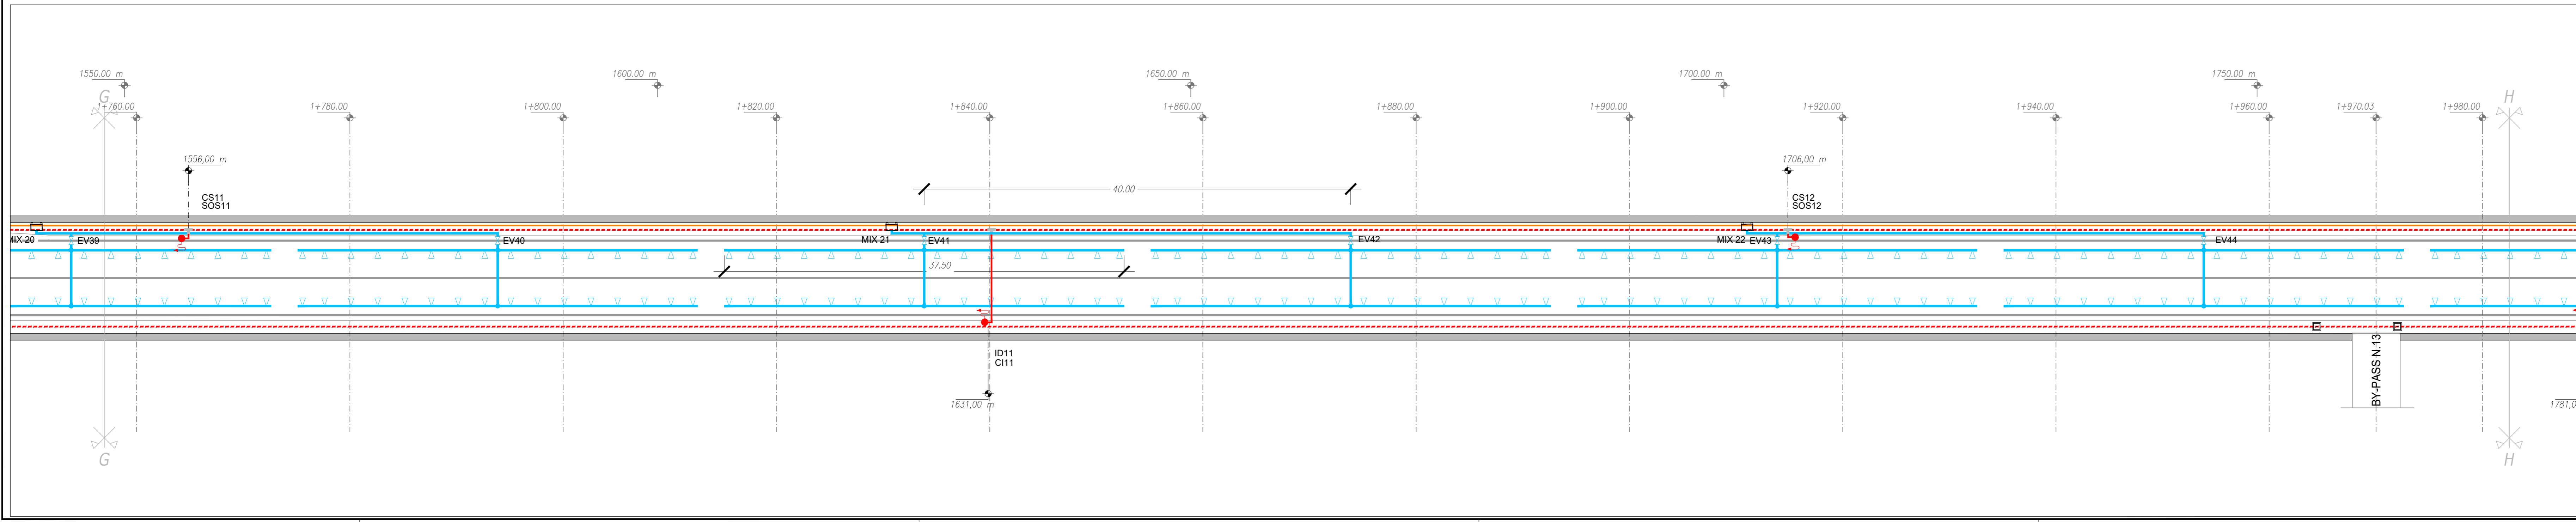 1550.00 m
1600.00 m
1650.00 m
1700.00 m
1750.00 m
G
H
1+760.00
1+780.00
1+800.00
1+820.00
1+840.00
1+860.00
1+880.00
1+900.00
1+920.00
1+940.00
1+960.00
1+970.03
1+980.00
1556,00 m
1706,00 m
40.00
CS11
SOS11
CS12
SOS12
MIX 20
EV39
EV40
MIX 21
EV41
EV42
MIX 22
EV43
EV44
37.50
BY-PASS N.13
ID11
CI11
1631,00 m
1781,0
G
H